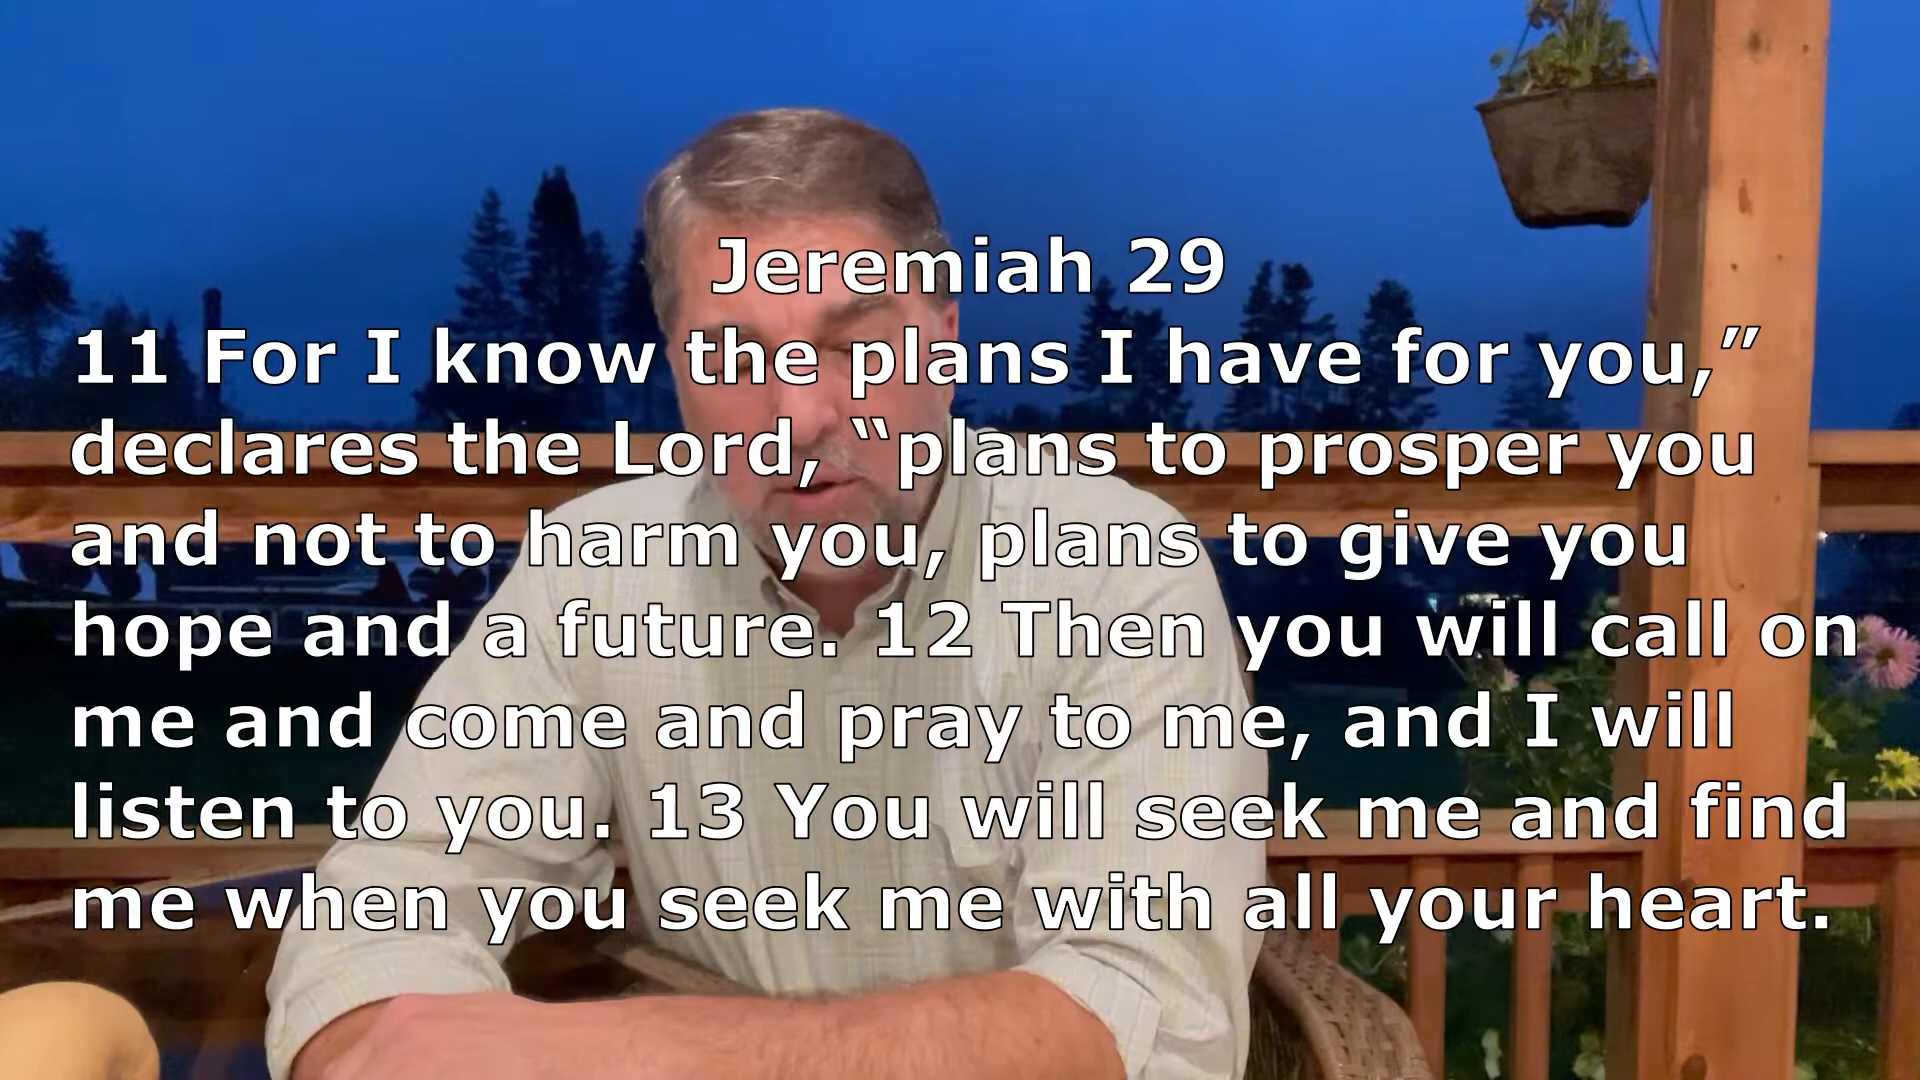 Jeremiah 29
11 For I know the plans I have for you,”
declares the Lord, “plans to prosper you
and not to harm you, plans to give you
hope and a future. 12 Then you will call on
me and come and pray to me, and I will
listen to you. 13 You will seek me and find
me when you seek me with all your heart.